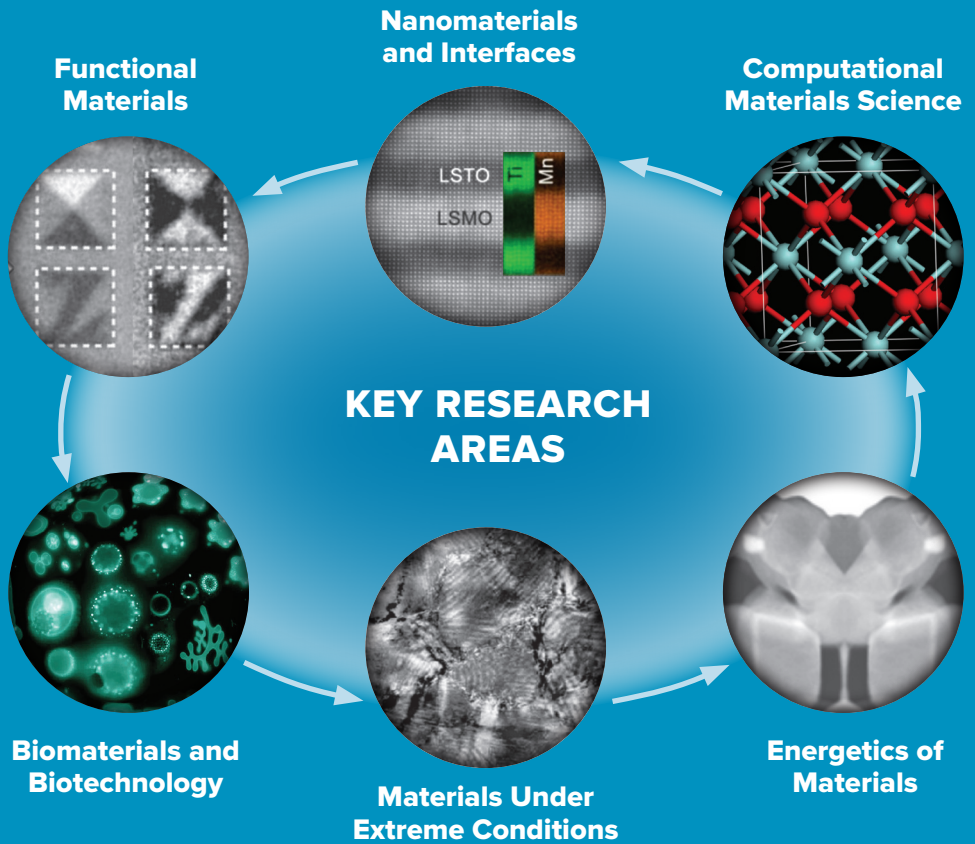 Nanomaterials
and Interfaces
Functional
Materials
Computational
Materials Science
LSTO
LSMO
Ti
Mn
KEY RESEARCH
AREAS
Biomaterials and
Biotechnology
Materials Under
Extreme Conditions
Energetics of
Materials